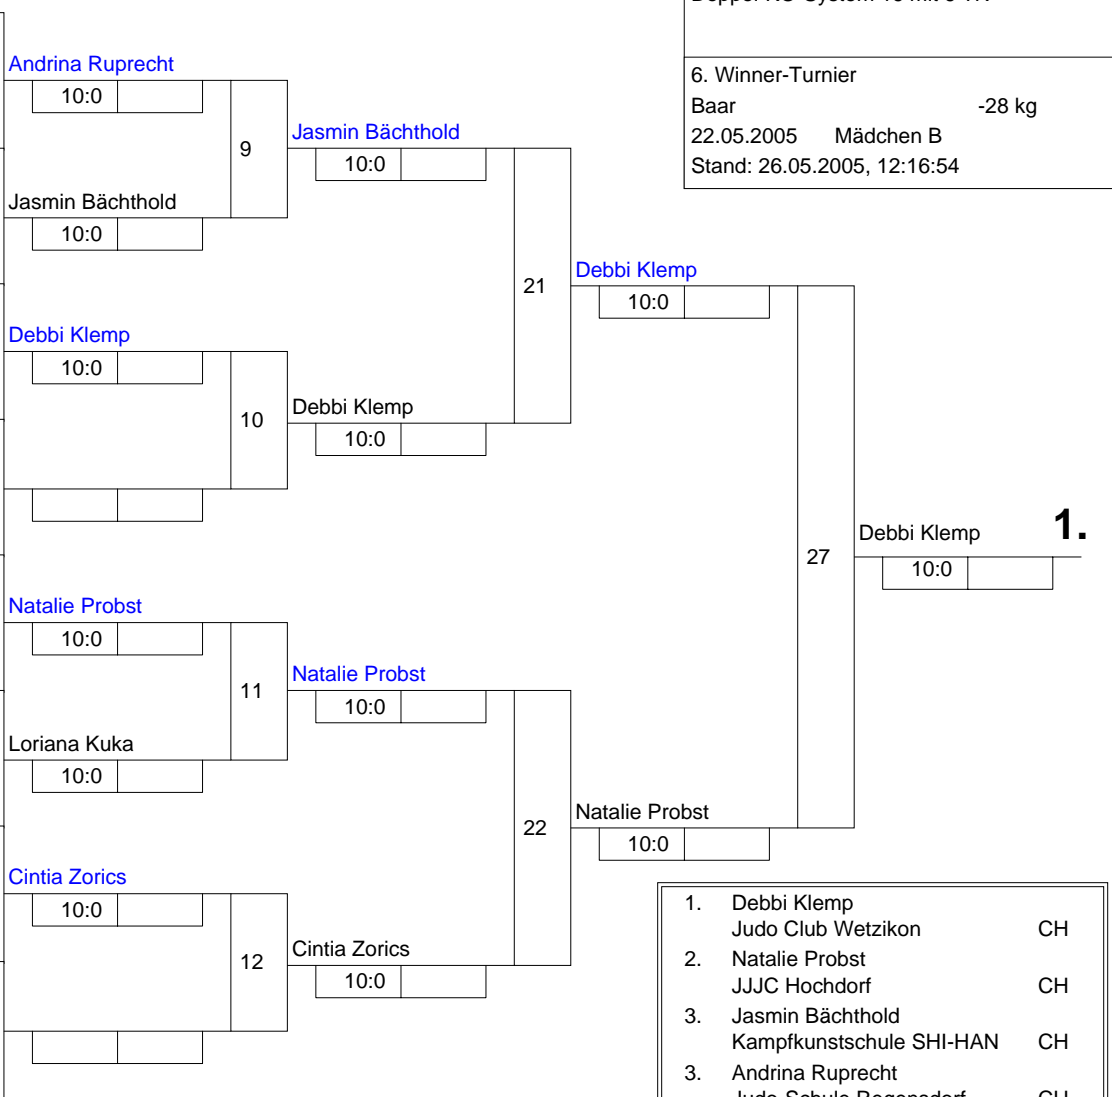 6. Winner-Turnier
Baar -28 kg
22.05.2005 Mädchen B
Stand: 26.05.2005, 12:16:54
Andrina Ruprecht
10:0
9
Jasmin Bächthold
10:0
Jasmin Bächthold
10:0
21
Debbi Klemp
10:0
Debbi Klemp
10:0
10
Debbi Klemp
10:0
27
Debbi Klemp 1.
10:0
Natalie Probst
10:0
11
Natalie Probst
10:0
Loriana Kuka
10:0
22
Natalie Probst
10:0
Cintia Zorics
10:0
12
Cintia Zorics
10:0
1. Debbi Klemp
Judo Club Wetzikon CH
2. Natalie Probst
JJJC Hochdorf CH
3. Jasmin Bächthold
Kampfkunstschule SHI-HAN CH
3. Andrina Ruprecht